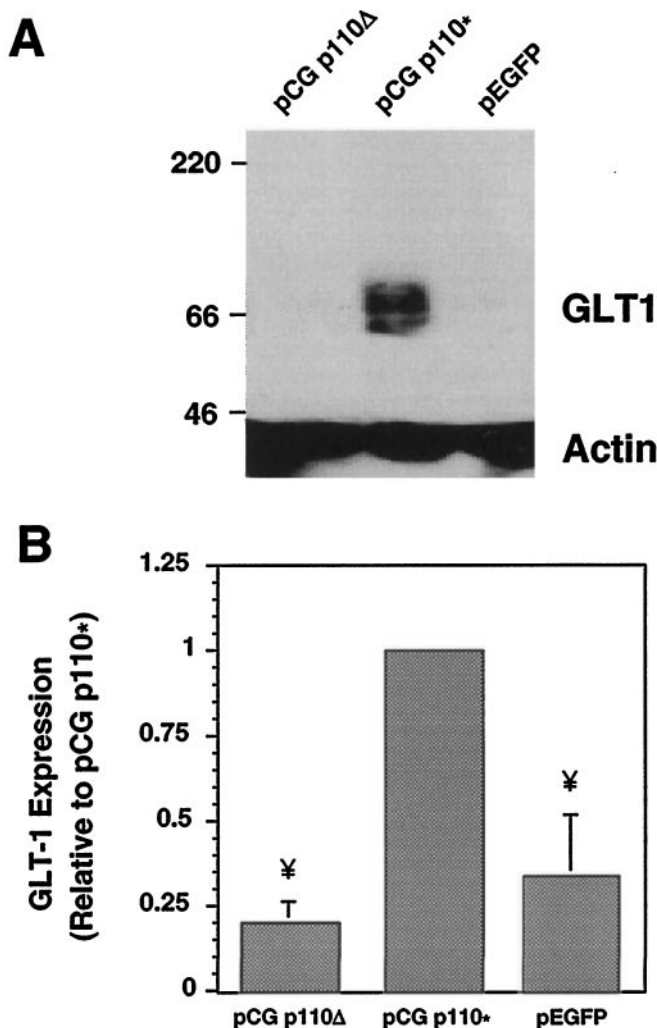 A
pCG p110Δ
pCG p110*
pEGFP
220
66
46
GLT1
Actin
B
GLT-1 Expression
(Relative to pCG p110*)
1.25
1
0.75
0.5
0.25
0
¥
¥
pCG p110Δ
pCG p110*
pEGFP